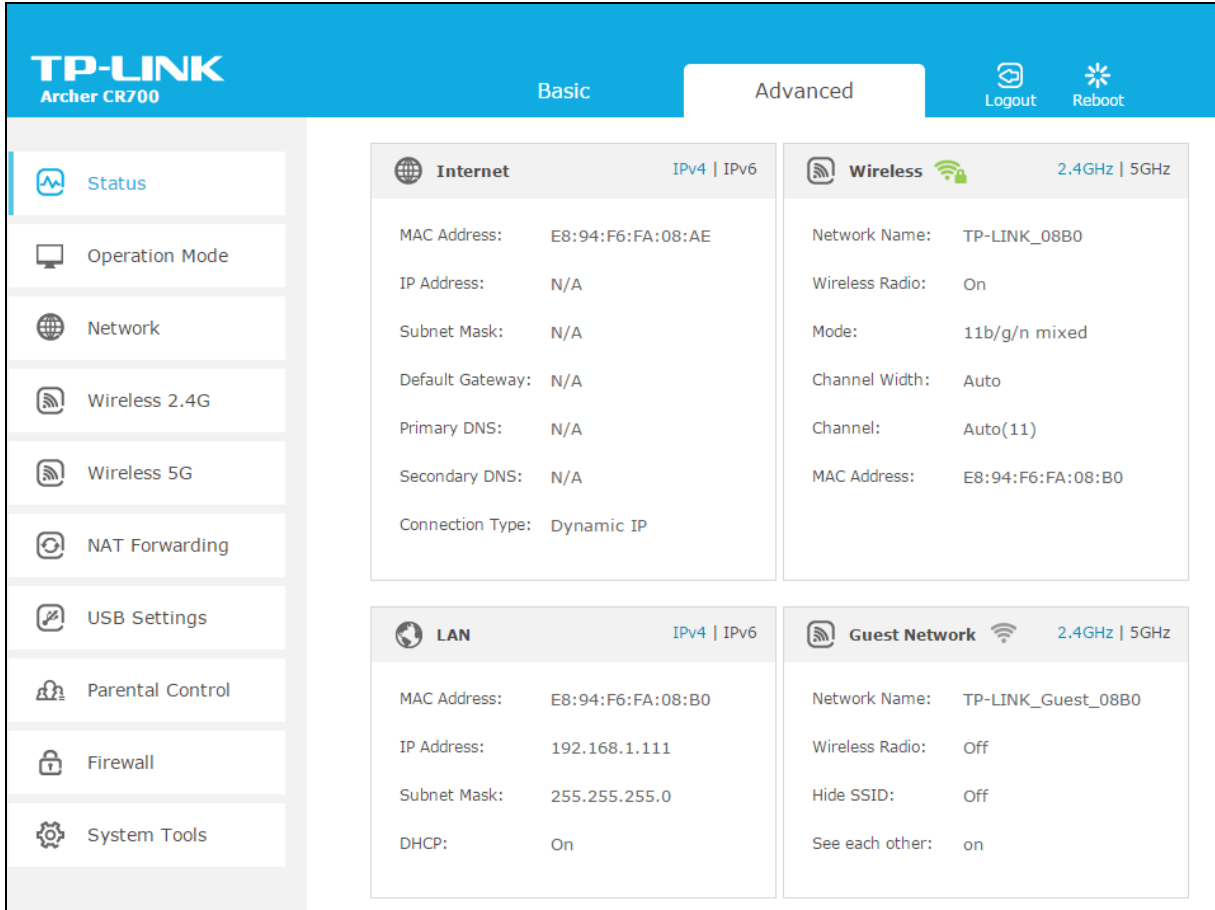 TP-LINK
Archer CR700
Basic
Advanced
Logout
Reboot
Status
Operation Mode
Network
Wireless 2.4G
Wireless 5G
NAT Forwarding
USB Settings
Parental Control
Firewall
System Tools
Internet IPv4 | IPv6
MAC Address: E8:94:F6:FA:08:AE
IP Address: N/A
Subnet Mask: N/A
Default Gateway: N/A
Primary DNS: N/A
Secondary DNS: N/A
Connection Type: Dynamic IP
Wireless 2.4GHz | 5GHz
Network Name: TP-LINK_08B0
Wireless Radio: On
Mode: 11b/g/n mixed
Channel Width: Auto
Channel: Auto(11)
MAC Address: E8:94:F6:FA:08:B0
LAN IPv4 | IPv6
MAC Address: E8:94:F6:FA:08:B0
IP Address: 192.168.1.111
Subnet Mask: 255.255.255.0
DHCP: On
Guest Network 2.4GHz | 5GHz
Network Name: TP-LINK_Guest_08B0
Wireless Radio: Off
Hide SSID: Off
See each other: on